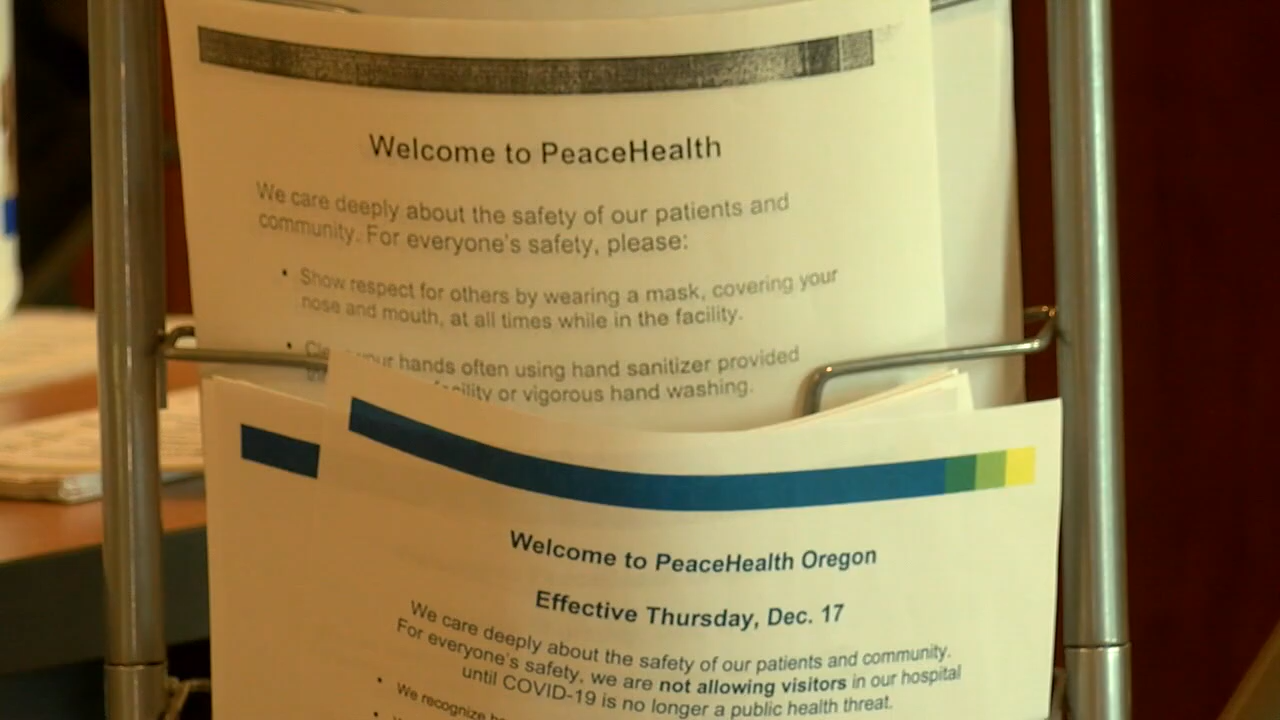 Welcome to PeaceHealth
We care deeply about the safety of our patients and
community. For everyone's safety, please:
• Show respect for others by wearing a mask, covering your
nose and mouth, at all times while in the facility.
• your hands often using hand sanitizer provided
or vigorous hand washing.
Welcome to PeaceHealth Oregon
Effective Thursday, Dec. 17
We care deeply about the safety of our patients and community.
For everyone's safety, we are not allowing visitors in our hospital
until COVID-19 is no longer a public health threat.
• We recognize